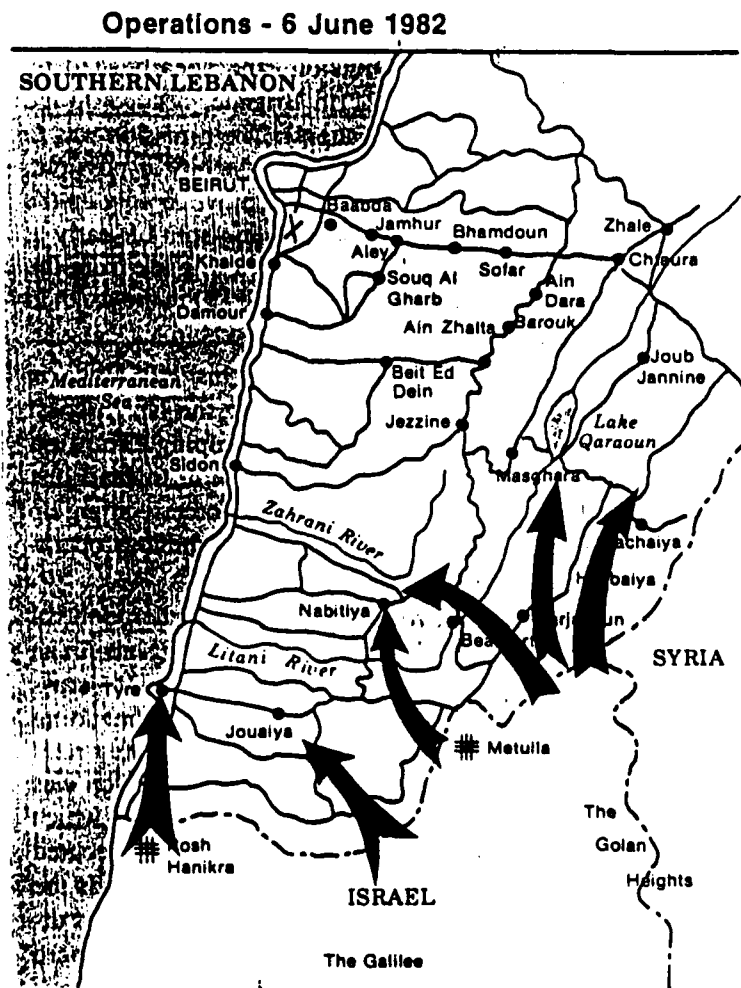 Operations - 6 June 1982
SOUTHERN LEBANON
BEIRUT
Baabda
Jamhur
Bhamdoun
Zhale
Khalde
Aley
Sofar
Chtaura
Souq Al
Gharb
Ain
Dara
Damour
Ain Zhalta
Barouk
Mediterranean
Sea
Beit Ed
Dein
Joub
Jannine
Jezzine
Lake
Qaraoun
Sidon
Masghara
Zahrani River
Nabitiya
Litani River
SYRIA
Tyre
Jouaiya
Metulla
The
Golan
Heights
Hanikra
ISRAEL
The Galilee